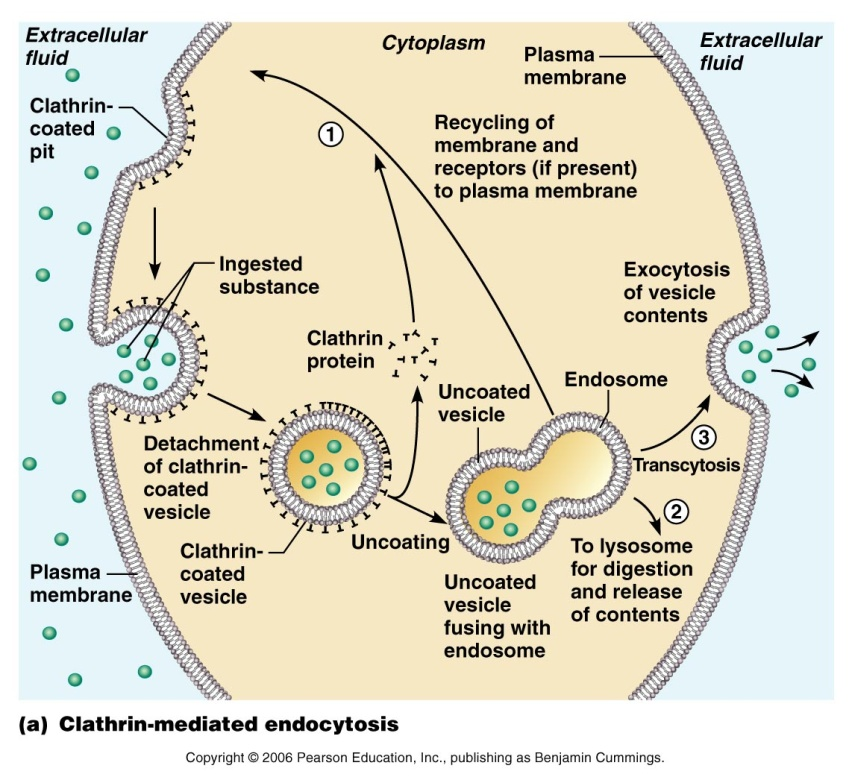 Extracellular
fluid
Cytoplasm
Plasma
membrane
Extracellular
fluid
Clathrin-
coated
pit
1
Recycling of
membrane and
receptors (if present)
to plasma membrane
Ingested
substance
Exocytosis
of vesicle
contents
Clathrin
protein
Uncoated
vesicle
Endosome
Detachment
of clathrin-
coated
vesicle
3
Transcytosis
2
Uncoating
To lysosome
for digestion
and release
of contents
Clathrin-
coated
vesicle
Plasma
membrane
Uncoated
vesicle
fusing with
endosome
(a) Clathrin-mediated endocytosis
Copyright © 2006 Pearson Education, Inc., publishing as Benjamin Cummings.